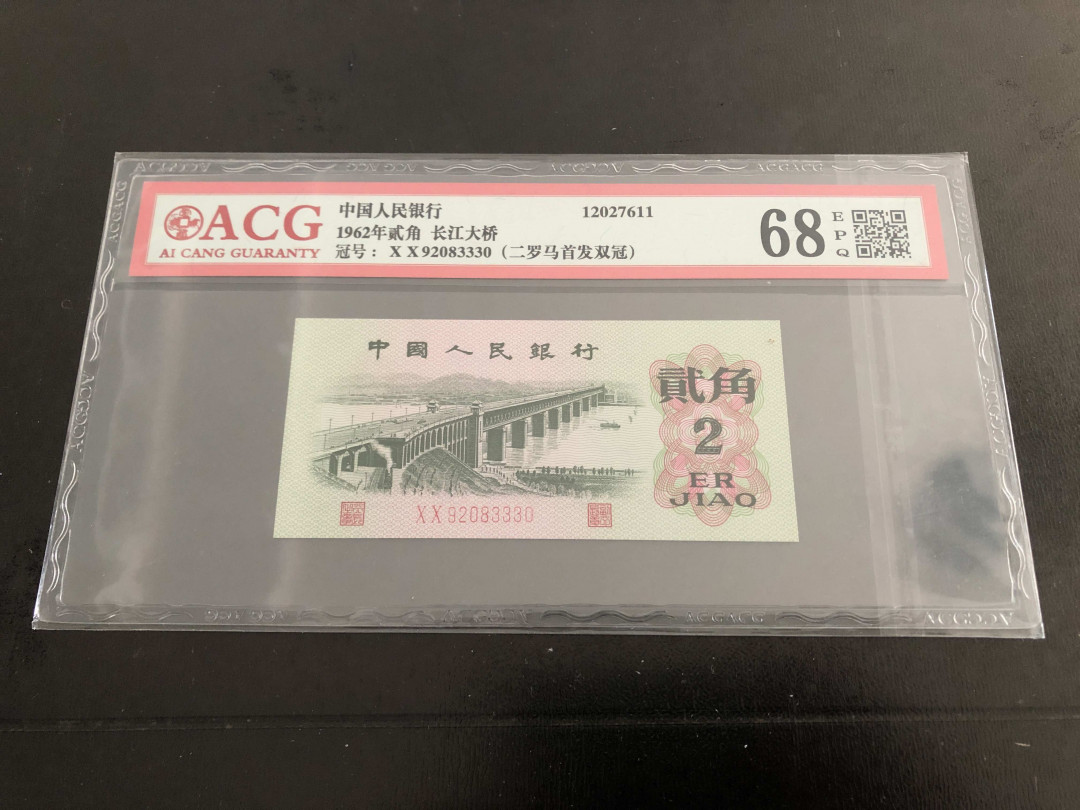 ACG
AI CANG GUARANTY
中国人民银行
12027611
1962年贰角 长江大桥
冠号： X X 92083330（二罗马首发双冠）
68
E
P
Q
中國人民銀行
貳角
2
ER
JIAO
X X 92083330